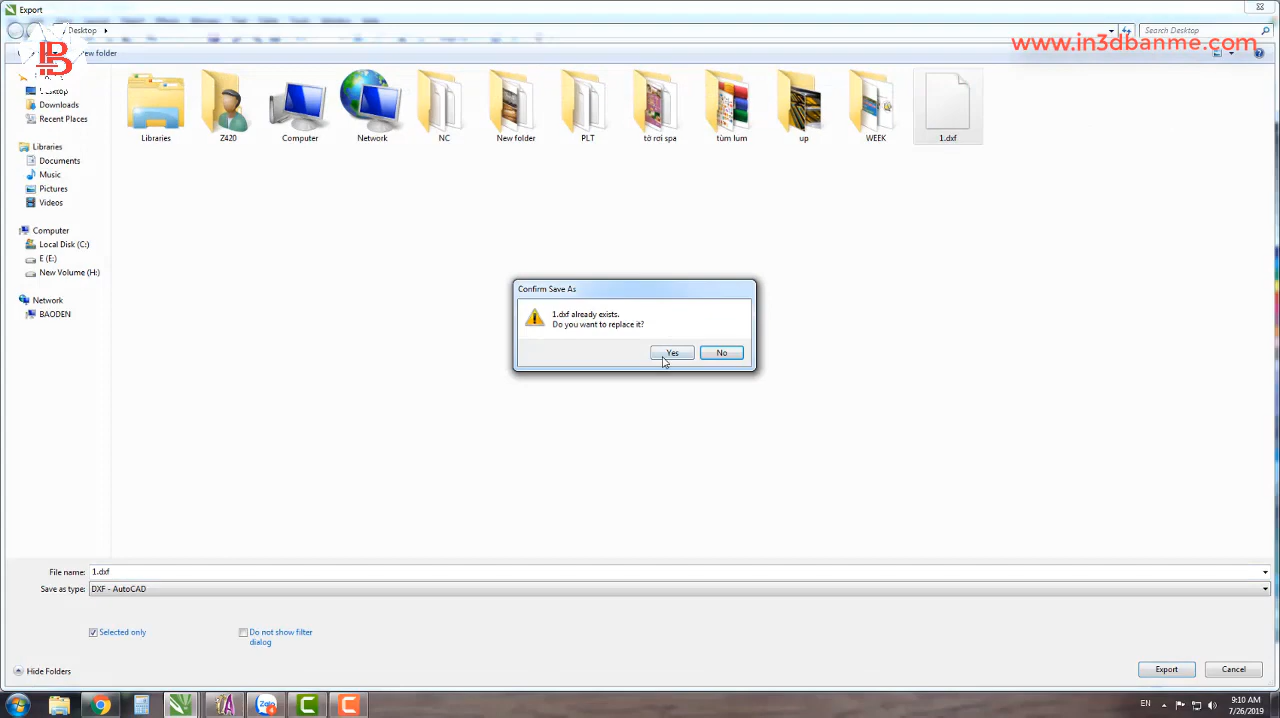 Export
Desktop
Search Desktop
www.in3dbanme.com
New folder
Desktop
Downloads
Recent Places
Libraries
Documents
Music
Pictures
Videos
Computer
Local Disk (C:)
E (E:)
New Volume (H:)
Network
BAODEN
Libraries
Z420
Computer
Network
NC
New folder
PLT
tờ rơi spa
tùm lum
up
WEEK
1.dxf
Confirm Save As
1.dxf already exists.
Do you want to replace it?
Yes
No
File name:
1.dxf
Save as type:
DXF - AutoCAD
Selected only
Do not show filter
dialog
Hide Folders
Export
Cancel
Zalo
EN
9:10 AM
7/26/2019